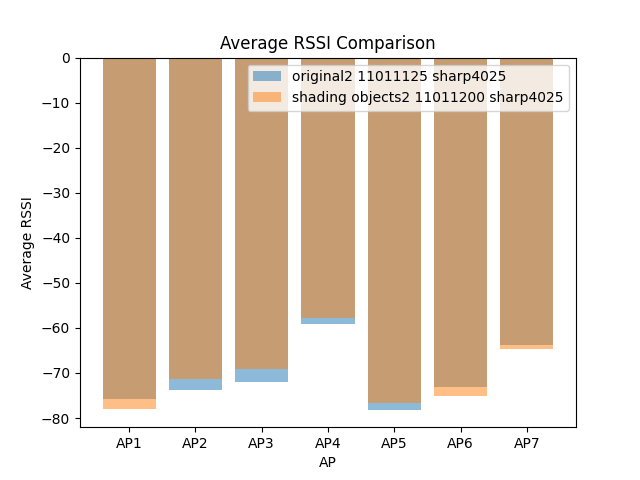 Average RSSI Comparison
original2 11011125 sharp4025
shading objects2 11011200 sharp4025
0
−10
−20
−30
−40
−50
−60
−70
−80
Average RSSI
AP1 AP2 AP3 AP4 AP5 AP6 AP7
AP